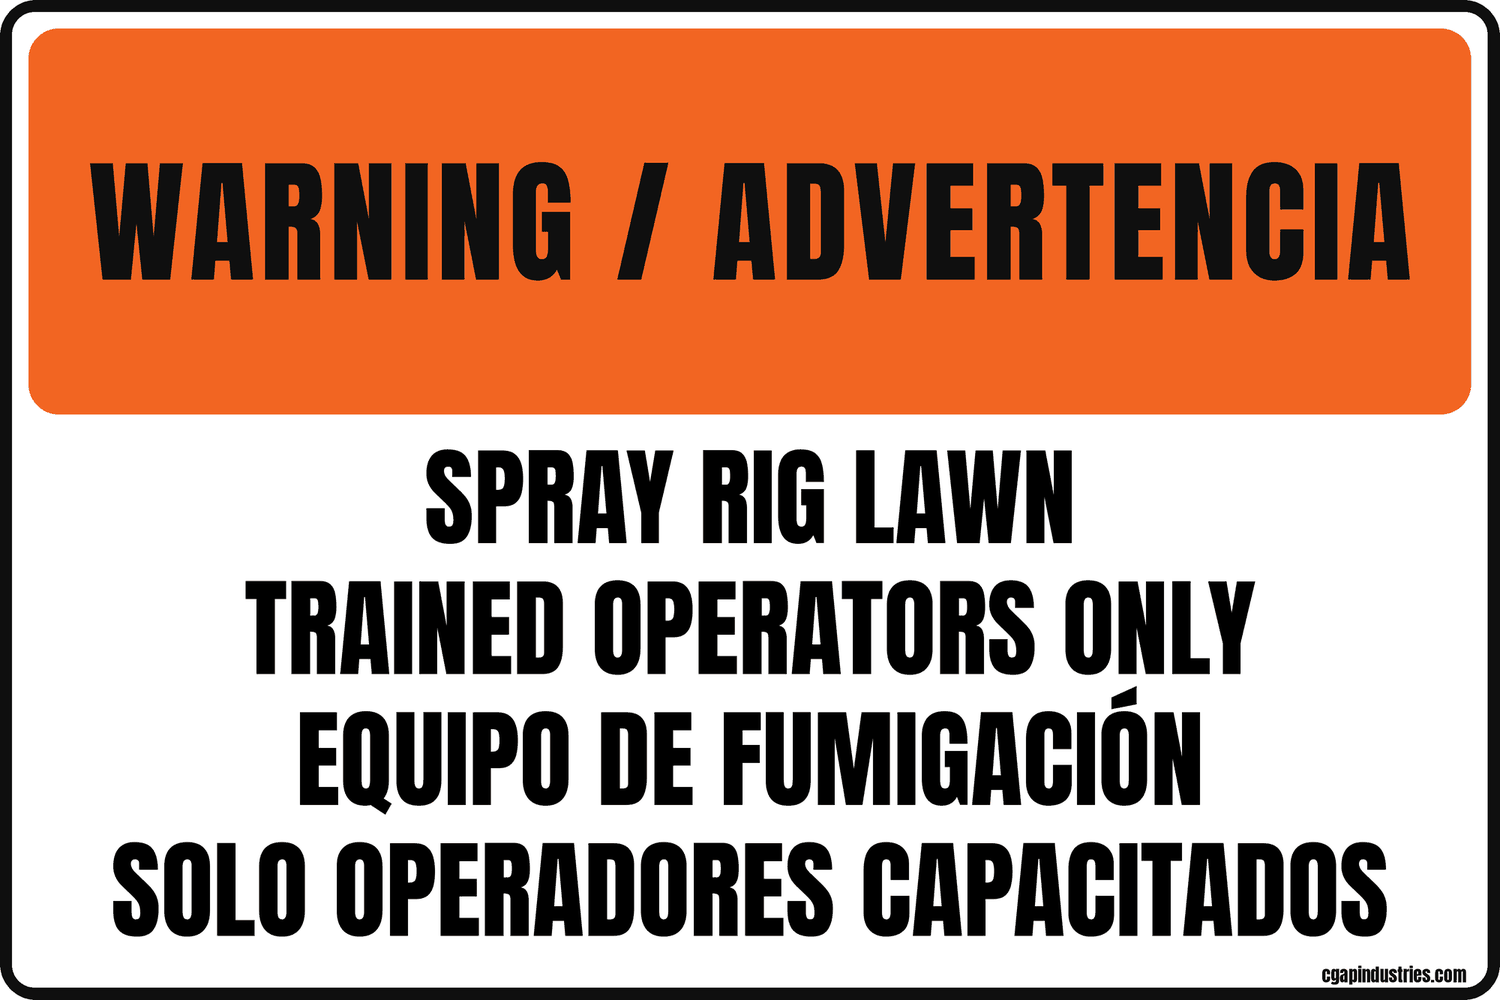 WARNING / ADVERTENCIA
SPRAY RIG LAWN
TRAINED OPERATORS ONLY
EQUIPO DE FUMIGACIÓN
SOLO OPERADORES CAPACITADOS
cgapindustries.com